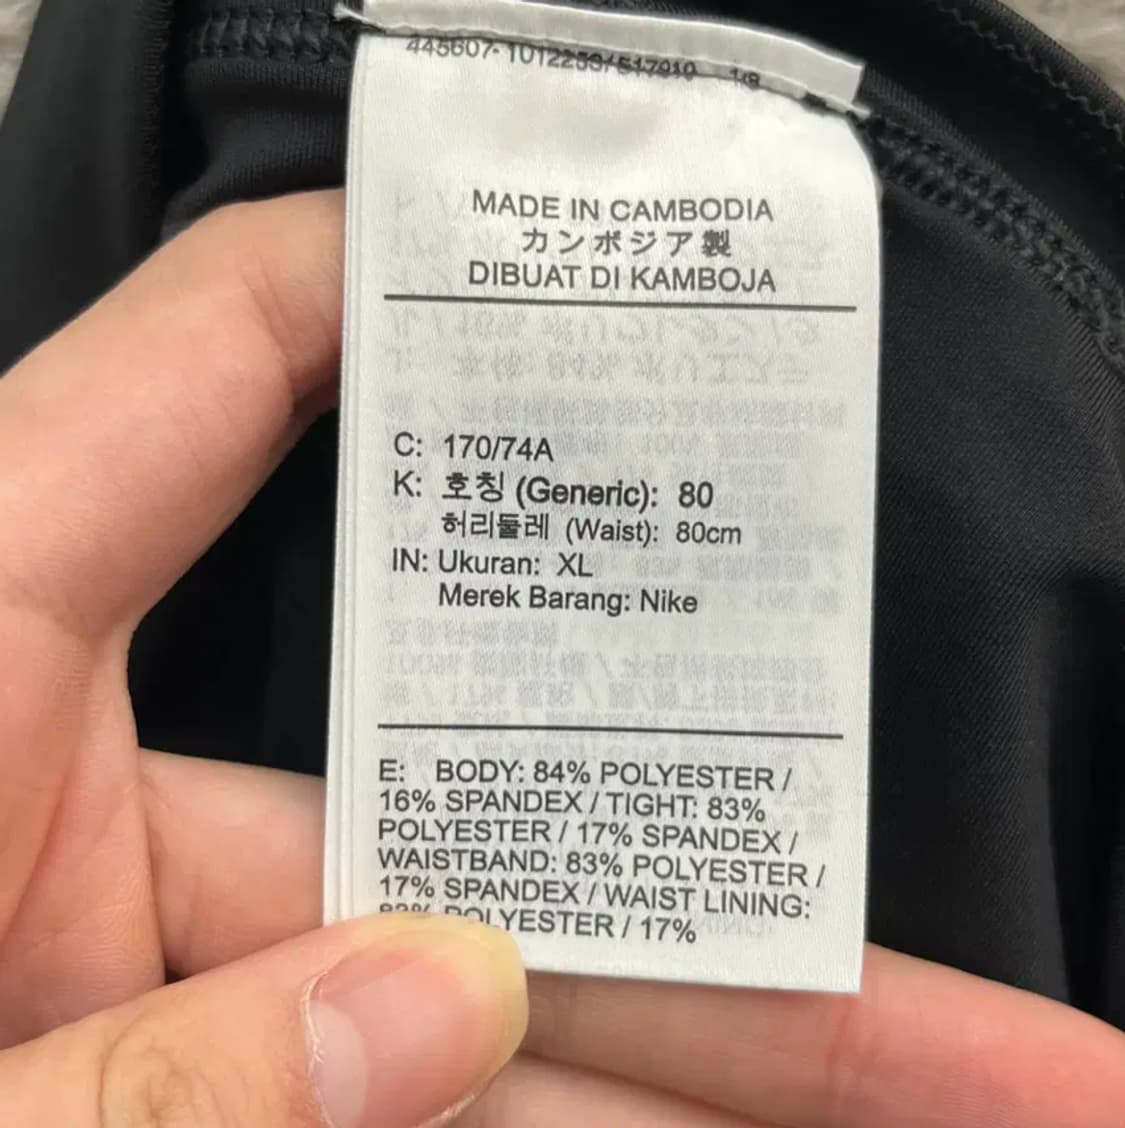 MADE IN CAMBODIA
カンボジア製
DIBUAT DI KAMBOJA
C: 170/74A
K: 호칭 (Generic): 80
허리둘레 (Waist): 80cm
IN: Ukuran: XL
Merek Barang: Nike
E: BODY: 84% POLYESTER /
16% SPANDEX / TIGHT: 83%
POLYESTER / 17% SPANDEX /
WAISTBAND: 83% POLYESTER /
17% SPANDEX / WAIST LINING:
POLYESTER / 17%